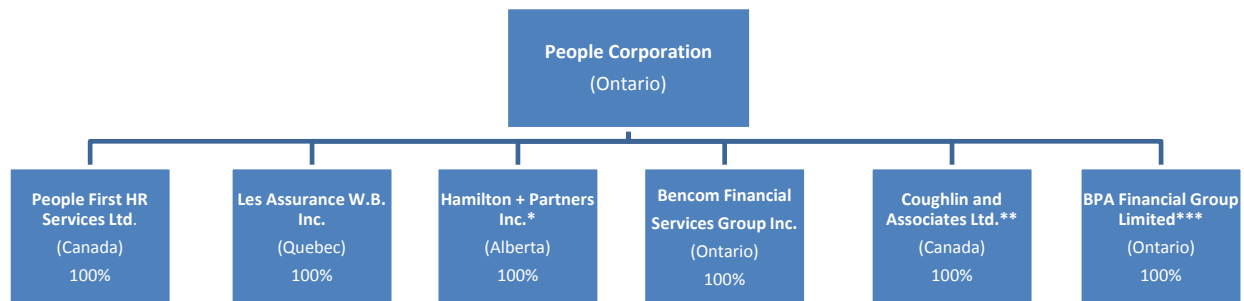 People Corporation
(Ontario)
People First HR
Services Ltd.
(Canada)
100%
Les Assurance W.B.
Inc.
(Quebec)
100%
Hamilton + Partners
Inc.*
(Alberta)
100%
Bencom Financial
Services Group Inc.
(Ontario)
100%
Coughlin and
Associates Ltd.**
(Canada)
100%
BPA Financial Group
Limited***
(Ontario)
100%